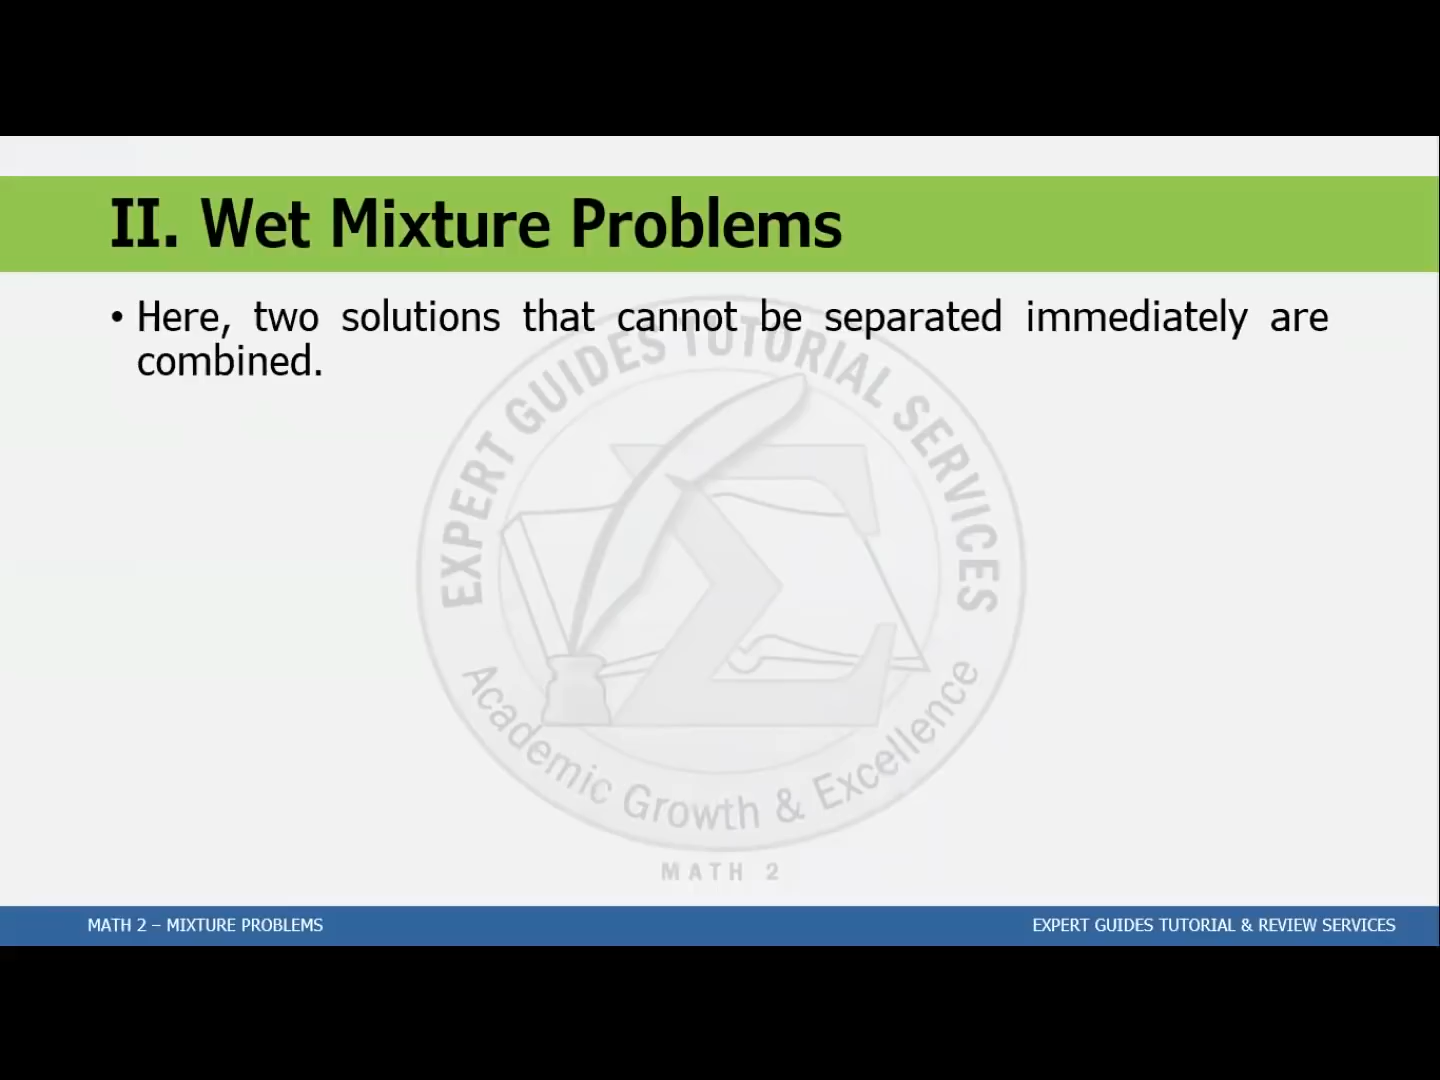 II. Wet Mixture Problems
• Here, two solutions that cannot be separated immediately are
combined.
EXPERT GUIDES TUTORIAL SERVICES
Academic Growth & Excellence
MATH 2
MATH 2 – MIXTURE PROBLEMS
EXPERT GUIDES TUTORIAL & REVIEW SERVICES